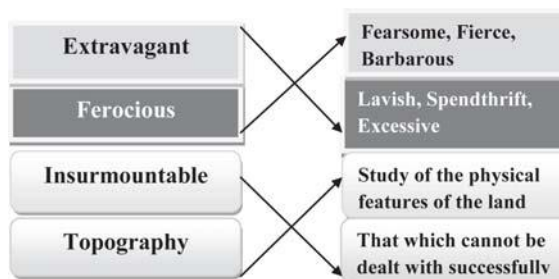 Extravagant
Fearsome, Fierce,
Barbarous
Ferocious
Lavish, Spendthrift,
Excessive
Insurmountable
Study of the physical
features of the land
Topography
That which cannot be
dealt with successfully